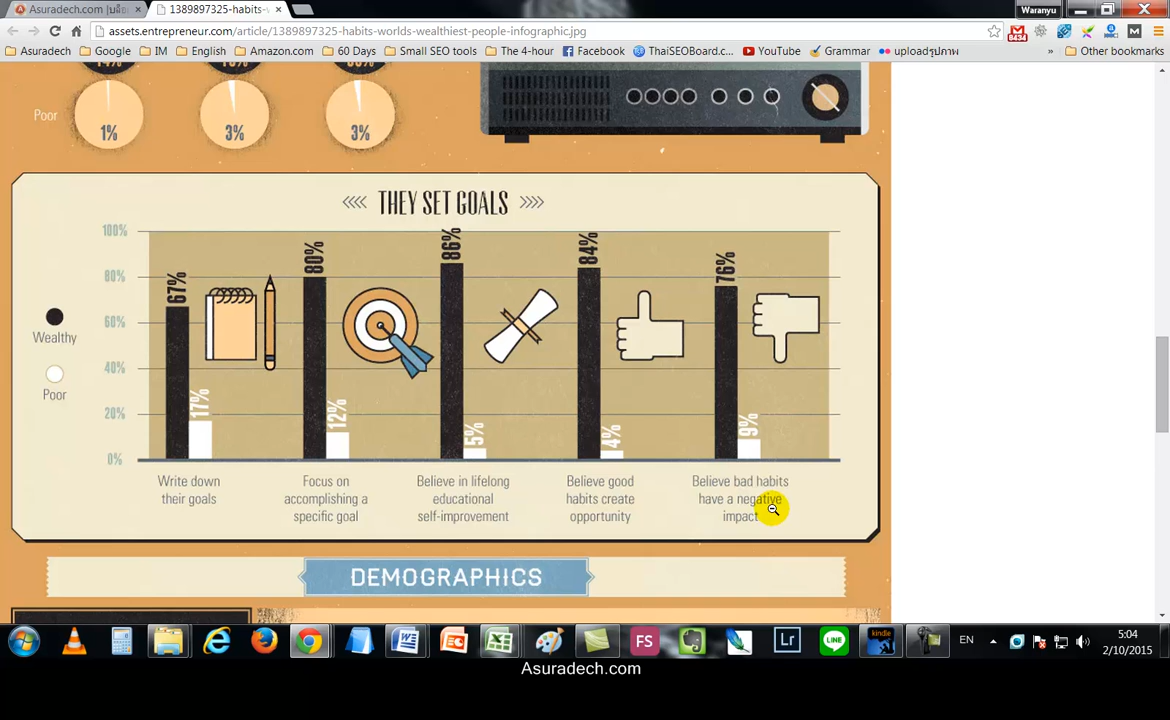 Asuradech.com |
1389897325-habits-w
Waranyu
assets.entrepreneur.com/article/1389897325-habits-worlds-wealthiest-people-infographic.jpg
8434
Asuradech
Google
IM
English
Amazon.com
60 Days
Small SEO tools
The 4-hour
Facebook
ThaiSEOBoard.c...
YouTube
Grammar
uploadรูปภาพ
»
Other bookmarks
Poor
1%
3%
3%
THEY SET GOALS
100%
80%
60%
40%
20%
0%
Wealthy
Poor
67%
17%
80%
12%
86%
5%
84%
4%
76%
9%
Write down
their goals
Focus on
accomplishing a
specific goal
Believe in lifelong
educational
self-improvement
Believe good
habits create
opportunity
Believe bad habits
have a negative
impact
DEMOGRAPHICS
FS
Lr
LINE
kindle
EN
5:04
2/10/2015
Asuradech.com